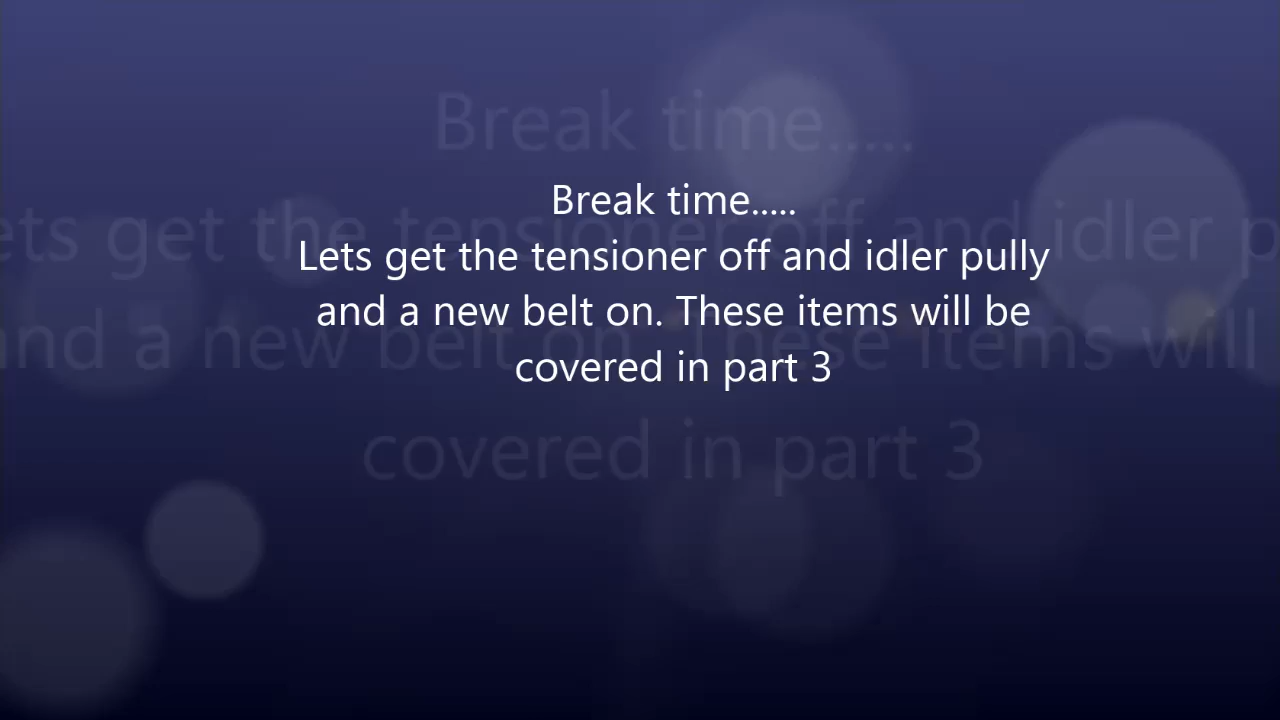 Break time.....
Lets get the tensioner off and idler pully
and a new belt on. These items will be
covered in part 3